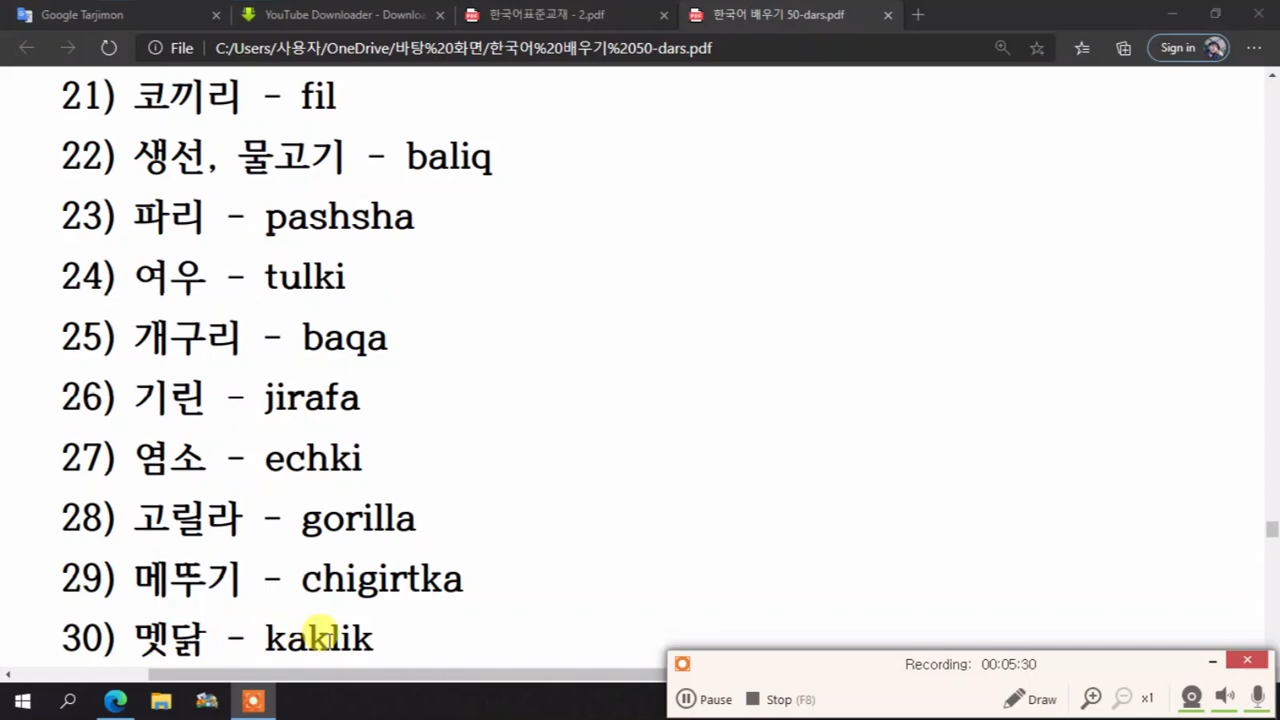 Google Tarjimon
YouTube Downloader - Downloa
한국어표준교재 - 2.pdf
한국어 배우기 50-dars.pdf
File C:/Users/사용자/OneDrive/바탕%20화면/한국어%20배우기%2050-dars.pdf
Sign in
21) 코끼리 - fil
22) 생선, 물고기 - baliq
23) 파리 - pashsha
24) 여우 - tulki
25) 개구리 - baqa
26) 기린 - jirafa
27) 염소 - echki
28) 고릴라 - gorilla
29) 메뚜기 - chigirtka
30) 멧닭 - kaklik
Recording: 00:05:30
Pause Stop (F8) Draw x1